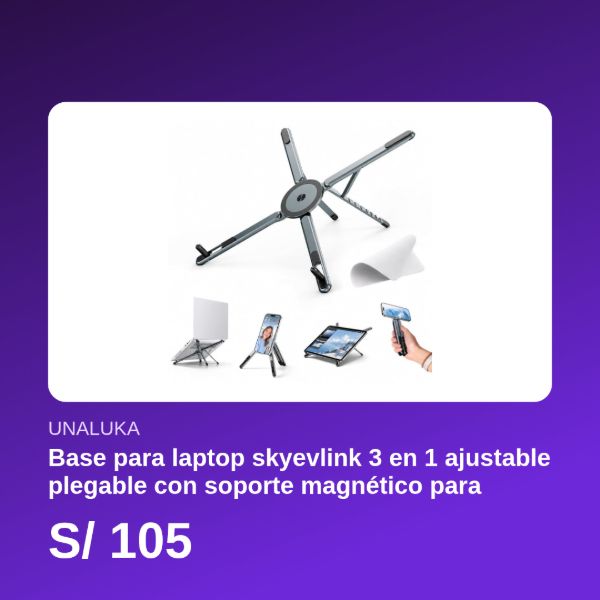 UNALUKA
Base para laptop skyevlink 3 en 1 ajustable
plegable con soporte magnético para
S/ 105